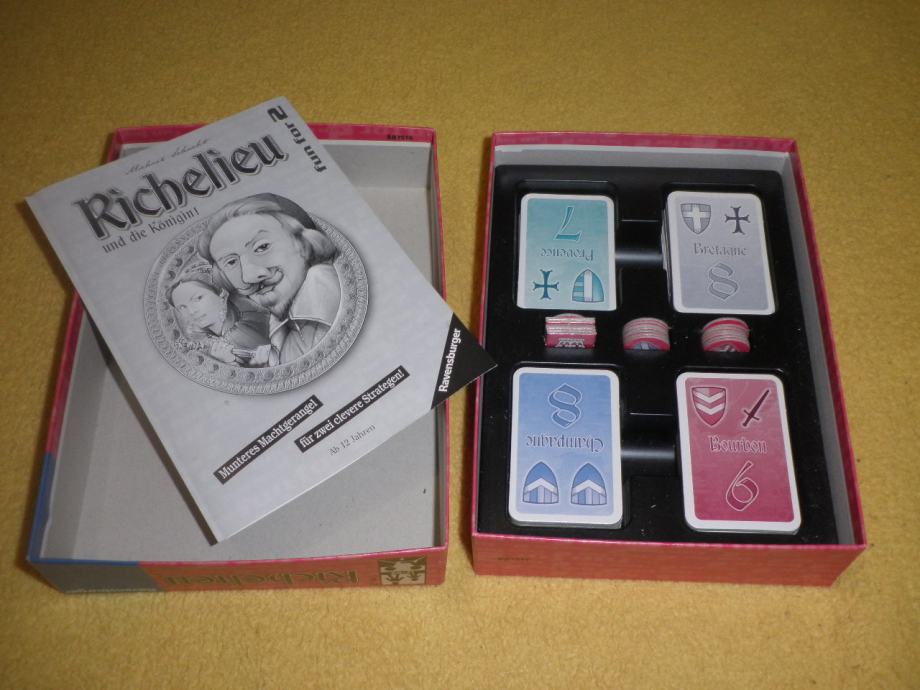 Michael Schacht
Richelieu
und die Königin!
fun for 2
Munteres Machtgerangel
für zwei clevere Strategen!
Ab 12 Jahren
Ravensburger
Richelieu
7
Provence
Bretagne
8
8
Champagne
Bourbon
6